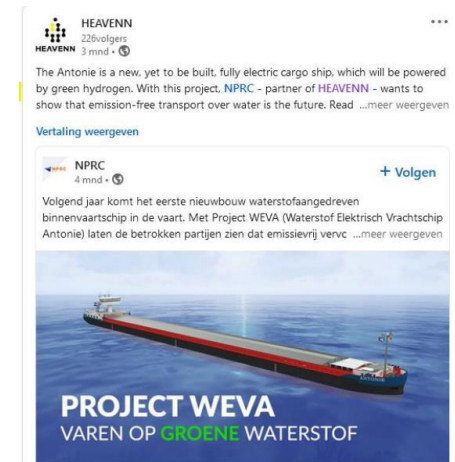 HEAVENN
226volgers
HEAVENN 3 mnd •
The Antonie is a new, yet to be built, fully electric cargo ship, which will be powered
by green hydrogen. With this project, NPRC - partner of HEAVENN - wants to
show that emission-free transport over water is the future. Read ...meer weergeven
Vertaling weergeven
NPRC
NPRC
4 mnd •
+ Volgen
Volgend jaar komt het eerste nieuwbouw waterstofaangedreven
binnenvaartschip in de vaart. Met Project WEVA (Waterstof Elektrisch Vrachtschip
Antonie) laten de betrokken partijen zien dat emissievrij vervc ...meer weergeven
ANTONIE
PROJECT WEVA
VAREN OP GROENE WATERSTOF